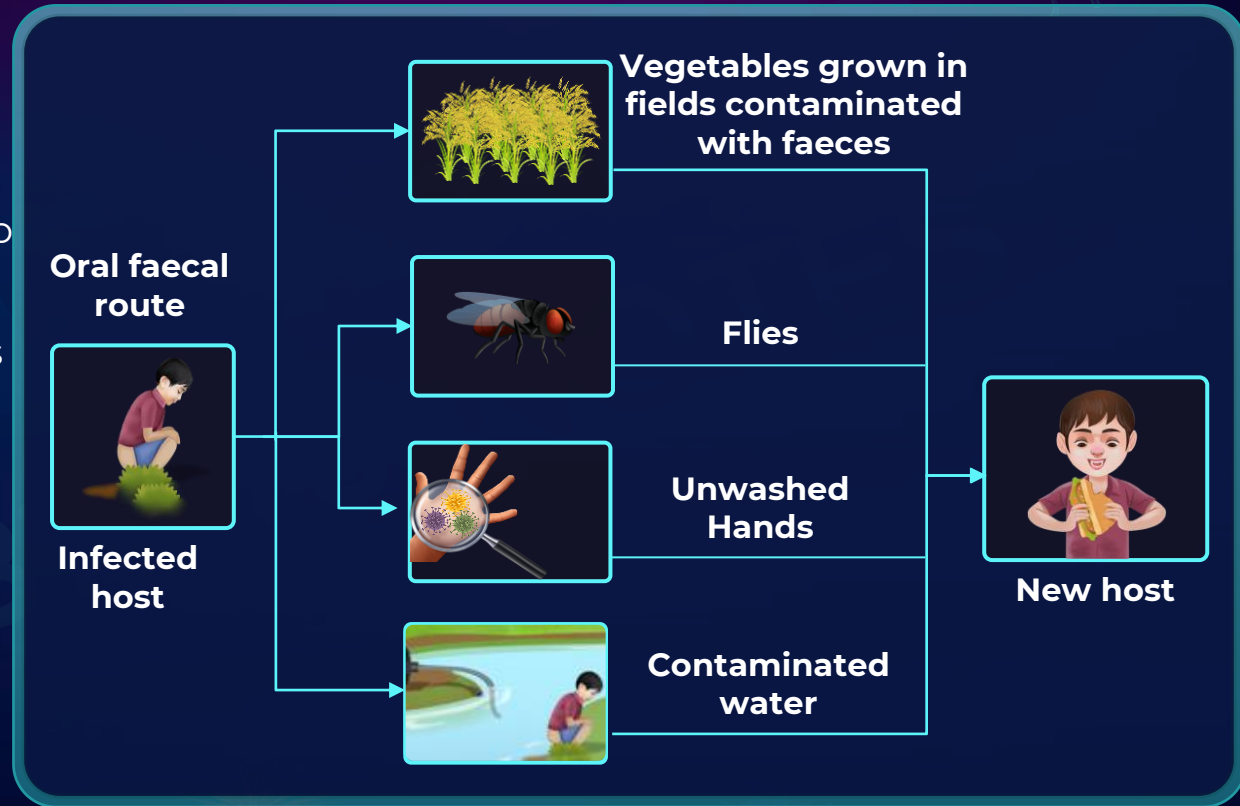 Vegetables grown in
fields contaminated
with faeces
Oral faecal
route
Flies
Unwashed
Hands
Infected
host
New host
Contaminated
water